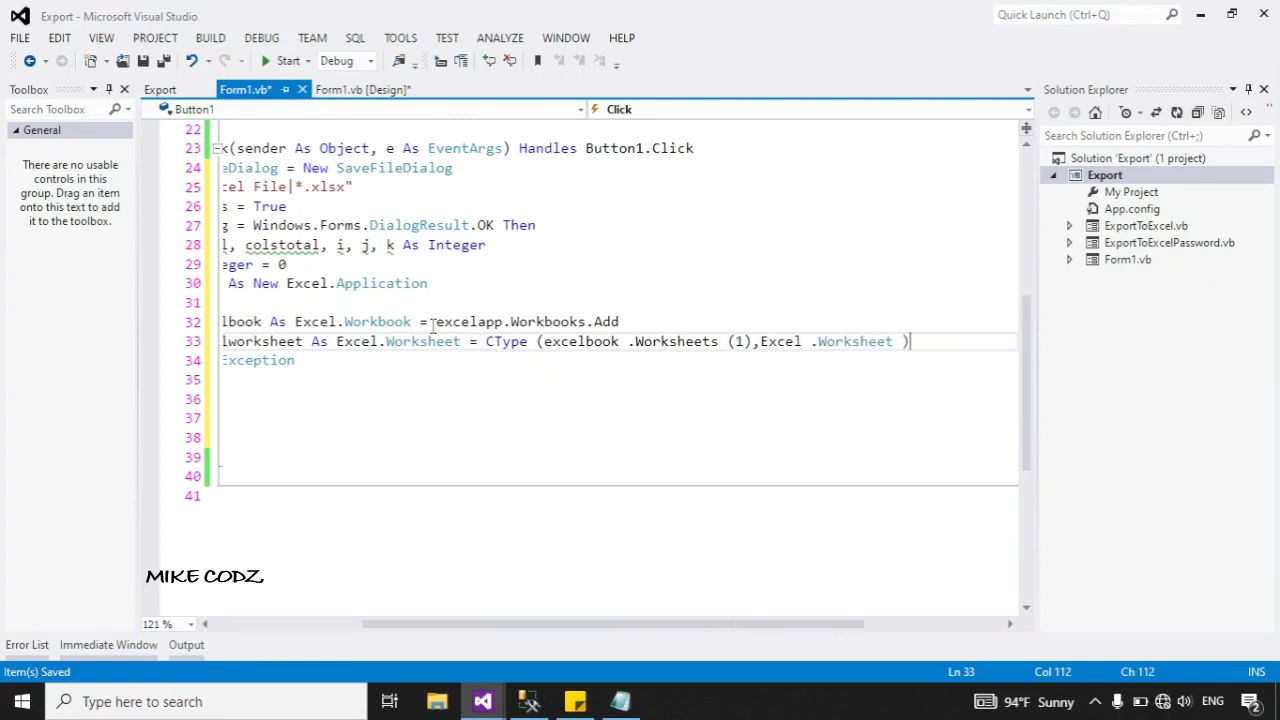 Export - Microsoft Visual Studio
Quick Launch (Ctrl+Q)
FILE EDIT VIEW PROJECT BUILD DEBUG TEAM SQL TOOLS TEST ANALYZE WINDOW HELP
Start Debug
Toolbox
Export Form1.vb* Form1.vb [Design]*
Solution Explorer
Search Toolbox
Button1
Click
General
There are no usable
controls in this
group. Drag an item
onto this text to add
it to the toolbox.
22
23 k(sender As Object, e As EventArgs) Handles Button1.Click
24 eDialog = New SaveFileDialog
25 cel File|*.xlsx"
26 s = True
27 g = Windows.Forms.DialogResult.OK Then
28 l, colstotal, i, j, k As Integer
29 eger = 0
30 As New Excel.Application
31
32 lbook As Excel.Workbook = excelapp.Workbooks.Add
33 lworksheet As Excel.Worksheet = CType (excelbook .Worksheets (1),Excel .Worksheet )
34 Exception
35
36
37
38
39
40
41
MIKE CODZ,
121 %
Search Solution Explorer (Ctrl+;)
Solution 'Export' (1 project)
Export
My Project
App.config
ExportToExcel.vb
ExportToExcelPassword.vb
Form1.vb
Error List Immediate Window Output
Item(s) Saved
Ln 33 Col 112 Ch 112 INS
Type here to search
94°F Sunny
ENG
2